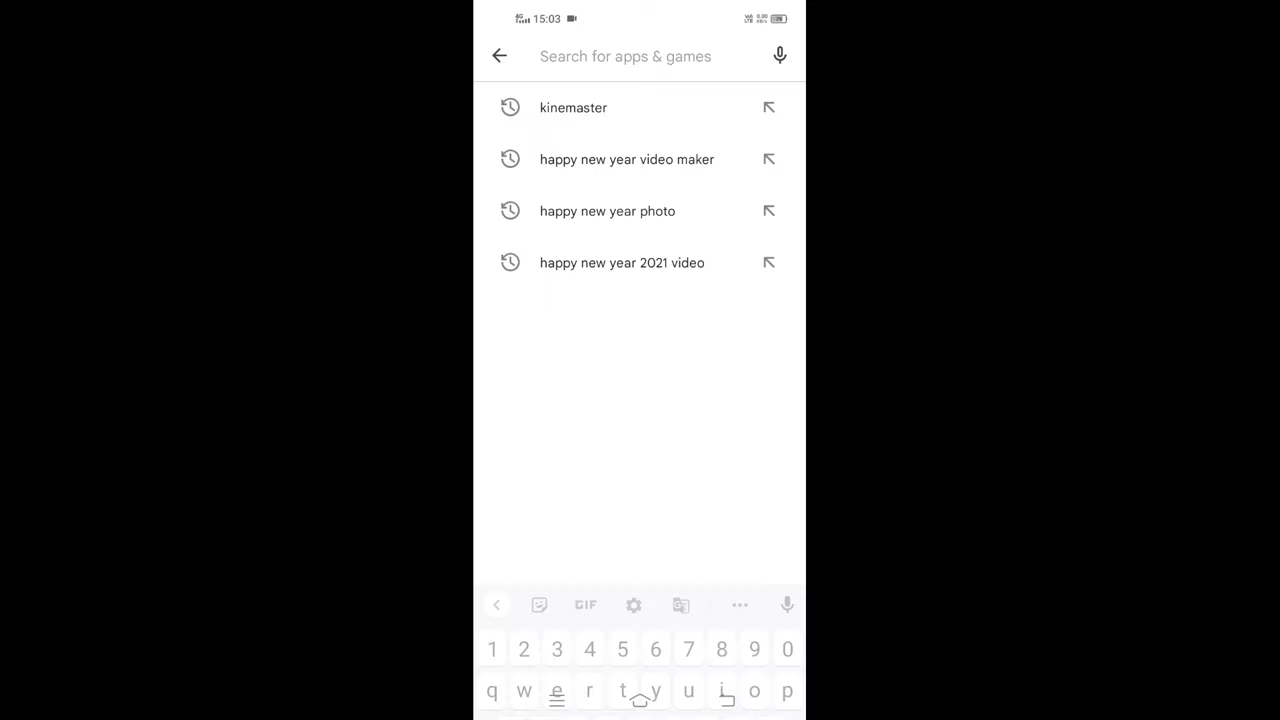 4G 15:03
Search for apps & games
kinemaster
happy new year video maker
happy new year photo
happy new year 2021 video
GIF
1 2 3 4 5 6 7 8 9 0
q w e r t y u i o p